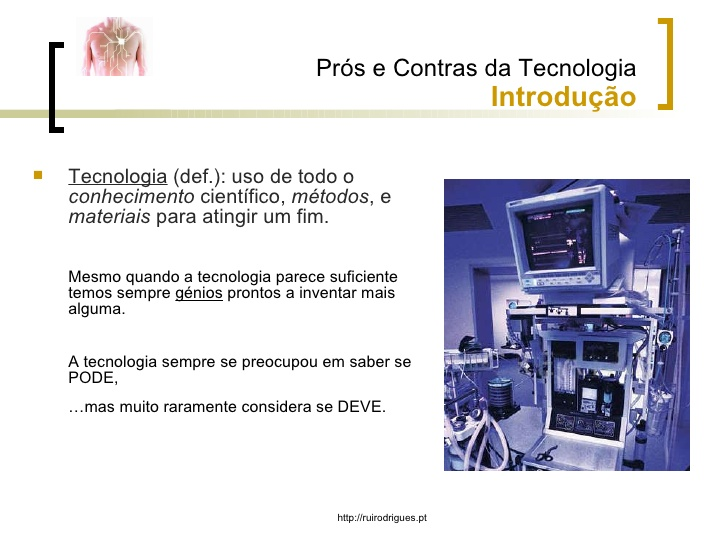 Prós e Contras da Tecnologia
Introdução
Tecnologia (def.): uso de todo o
conhecimento científico, métodos, e
materiais para atingir um fim.
Mesmo quando a tecnologia parece suficiente
temos sempre génios prontos a inventar mais
alguma.
A tecnologia sempre se preocupou em saber se
PODE,
…mas muito raramente considera se DEVE.
http://ruirodrigues.pt